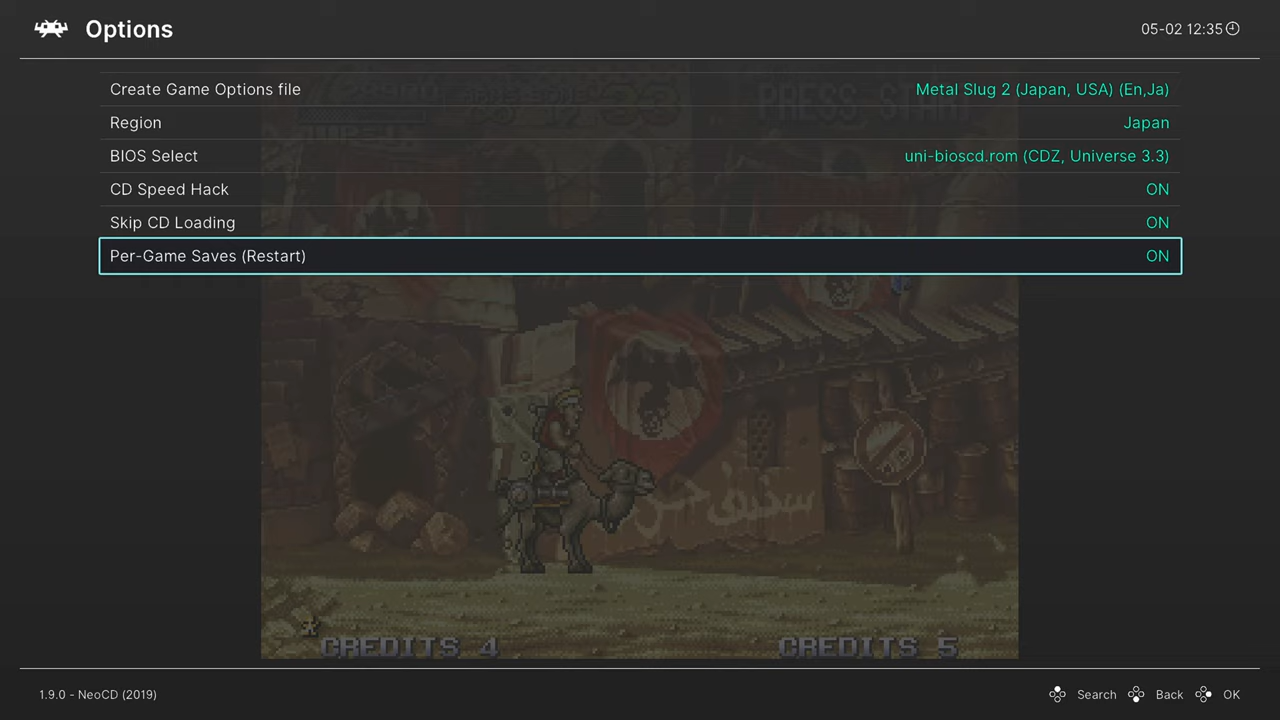 Options
05-02 12:35
Create Game Options file
Metal Slug 2 (Japan, USA) (En,Ja)
Region
Japan
BIOS Select
uni-bioscd.rom (CDZ, Universe 3.3)
CD Speed Hack
ON
Skip CD Loading
ON
Per-Game Saves (Restart)
ON
PRESS START
CREDITS 4
CREDITS 5
1.9.0 - NeoCD (2019)
Search
Back
OK